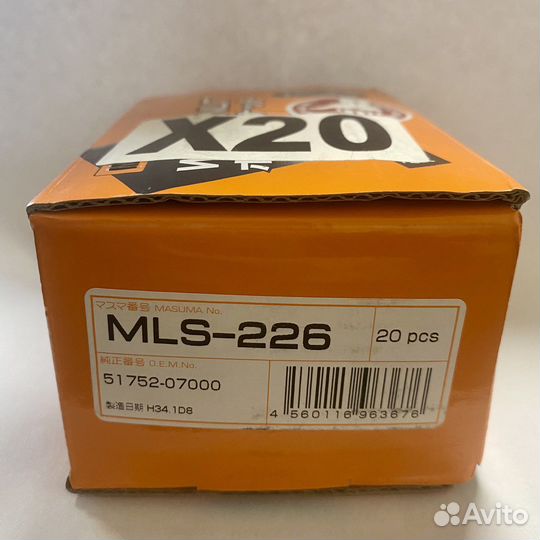 X20
マスマ番号 MASUMA No.
MLS-226
20 pcs
純正番号 O.E.M.No.
51752-07000
製造日期 H34.1D8
4 560116 963676
Avito